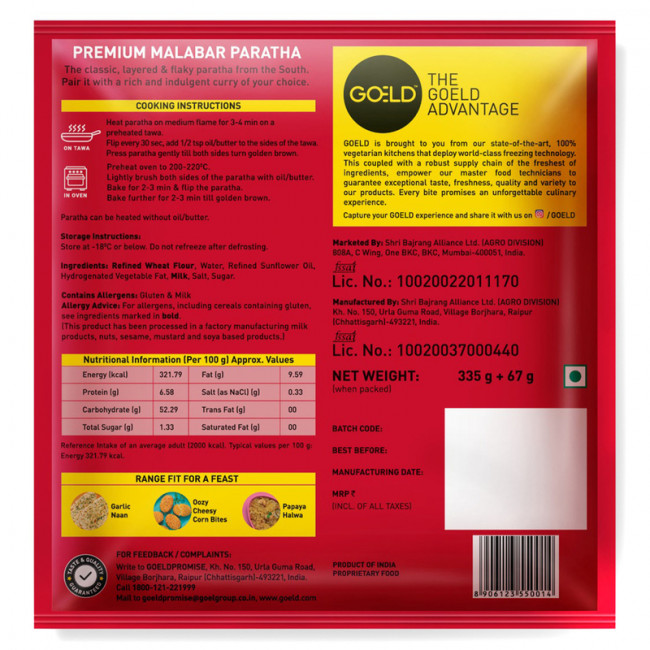 PREMIUM MALABAR PARATHA
The classic, layered & flaky paratha from the South.
Pair it with a rich and indulgent curry of your choice.
COOKING INSTRUCTIONS
ON TAWA
Heat paratha on medium flame for 3-4 min on a
preheated tawa.
Flip every 30 sec, add 1/2 tsp oil/butter to the sides of the tawa.
Press paratha gently till both sides turn golden brown.
IN OVEN
Preheat oven to 200-220°C.
Lightly brush both sides of the paratha with oil/butter.
Bake for 2-3 min & flip the paratha.
Bake further for 2-3 min till golden brown.
Paratha can be heated without oil/butter.
Storage Instructions:
Store at -18°C or below. Do not refreeze after defrosting.
Ingredients: Refined Wheat Flour, Water, Refined Sunflower Oil,
Hydrogenated Vegetable Fat, Milk, Salt, Sugar.
Contains Allergens: Gluten & Milk
Allergy Advice: For allergens, including cereals containing gluten,
see ingredients marked in bold.
(This product has been processed in a factory manufacturing milk
products, nuts, sesame, mustard and soya based products.)
Nutritional Information (Per 100 g) Approx. Values
Energy (kcal) 321.79 Fat (g) 9.59
Protein (g) 6.58 Salt (as NaCl) (g) 0.33
Carbohydrate (g) 52.29 Trans Fat (g) 00
Total Sugar (g) 1.33 Saturated Fat (g) 00
Reference intake of an average adult (2000 kcal). Typical values per 100 g:
Energy 321.79 kcal.
RANGE FIT FOR A FEAST
Garlic
Naan
Oozy
Cheesy
Corn Bites
Papaya
Halwa
TASTE & QUALITY
GUARANTEED
FOR FEEDBACK / COMPLAINTS:
Write to GOELDPROMISE, Kh. No. 150, Urla Guma Road,
Village Borjhara, Raipur (Chhattisgarh)-493221, India.
Call 1800-121-221999
Mail to goeldpromise@goelgroup.co.in, www.goeld.com
GOELD
THE
GOELD
ADVANTAGE
GOELD is brought to you from our state-of-the-art, 100%
vegetarian kitchens that deploy world-class freezing technology.
This coupled with a robust supply chain of the freshest of
ingredients, empower our master food technicians to
guarantee exceptional taste, freshness, quality and variety to
our products. Every bite promises an unforgettable culinary
experience.
Capture your GOELD experience and share it with us on /GOELD
Marketed By: Shri Bajrang Alliance Ltd. (AGRO DIVISION)
808A, C Wing, One BKC, BKC, Mumbai-400051, India.
fssai
Lic. No.: 10020022011170
Manufactured By: Shri Bajrang Alliance Ltd. (AGRO DIVISION)
Kh. No. 150, Urla Guma Road, Village Borjhara, Raipur
(Chhattisgarh)-493221, India.
fssai
Lic. No.: 10020037000440
NET WEIGHT: 335 g + 67 g
(when packed)
BATCH CODE:
BEST BEFORE:
MANUFACTURING DATE:
MRP ₹
(INCL. OF ALL TAXES)
PRODUCT OF INDIA
PROPRIETARY FOOD
8 906123 550014